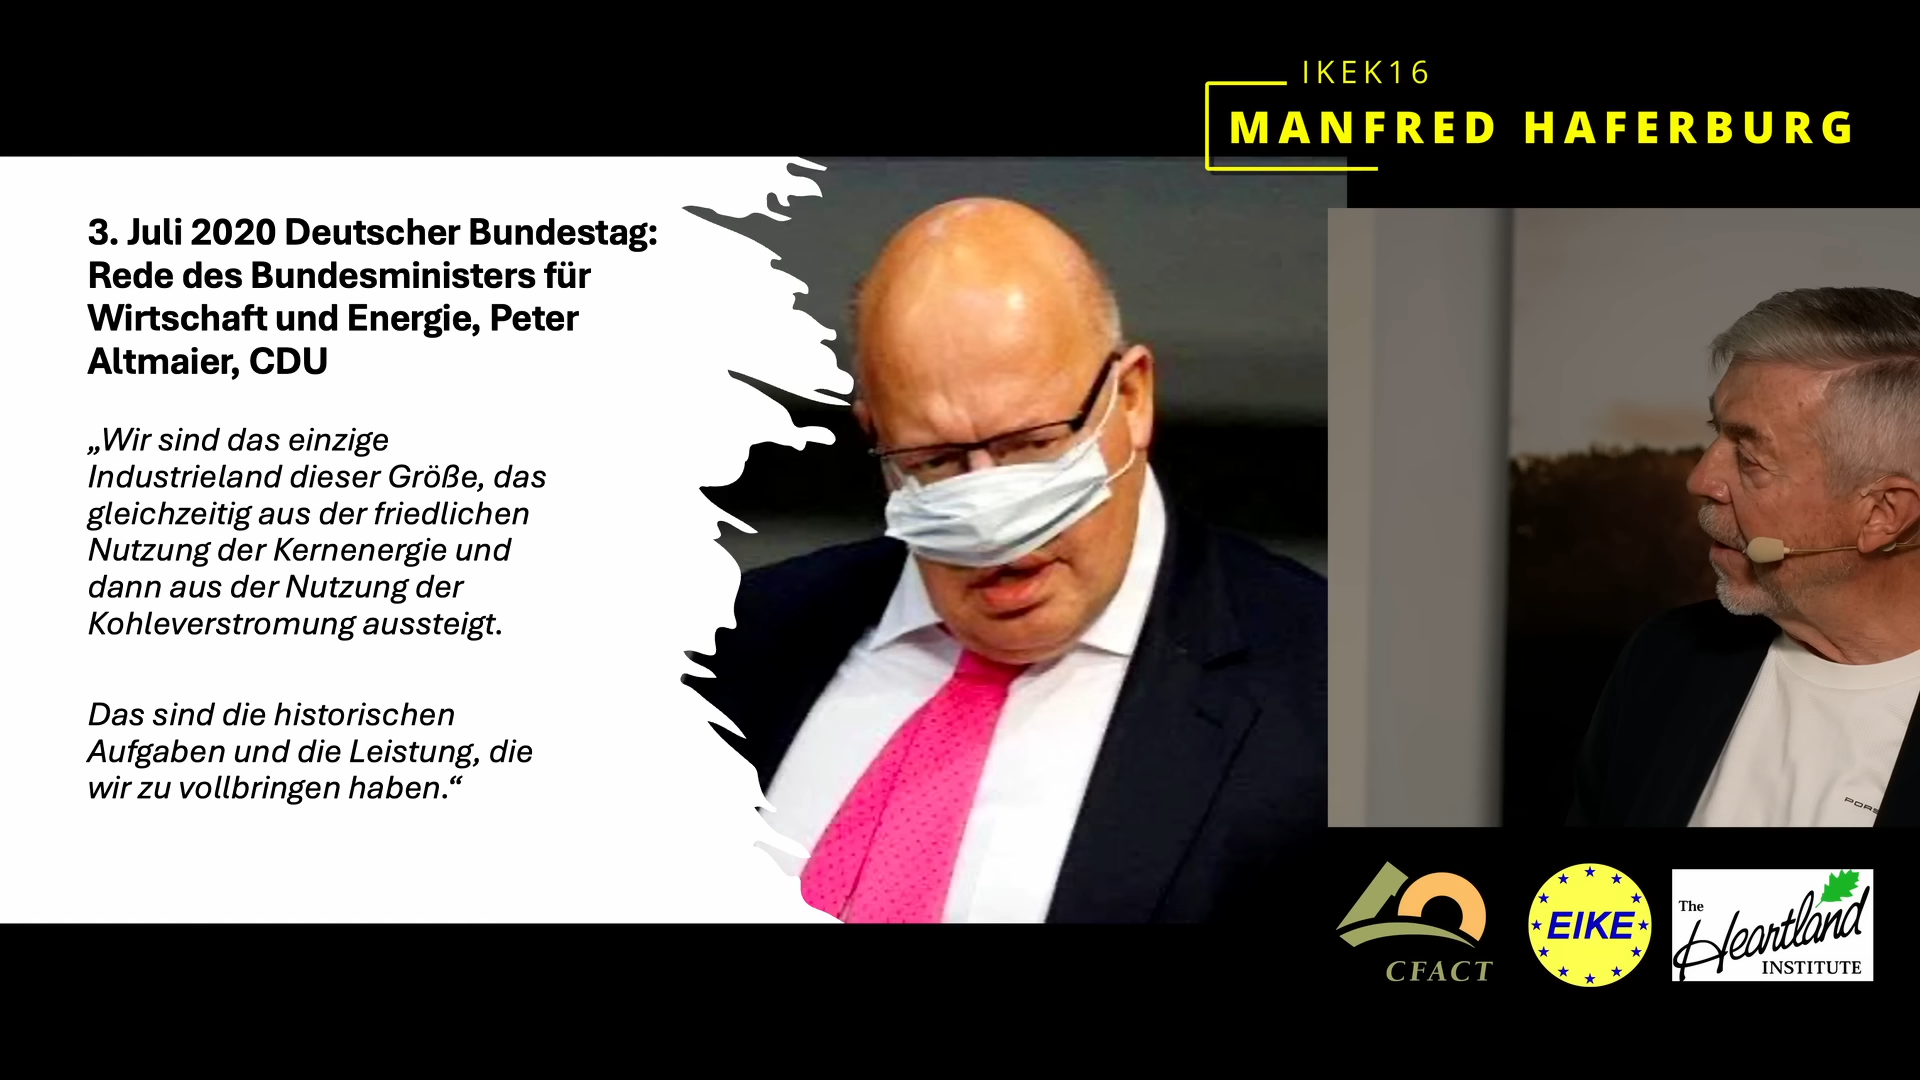 IKEK16
MANFRED HAFERBURG
3. Juli 2020 Deutscher Bundestag:
Rede des Bundesministers für
Wirtschaft und Energie, Peter
Altmaier, CDU
„Wir sind das einzige
Industrieland dieser Größe, das
gleichzeitig aus der friedlichen
Nutzung der Kernenergie und
dann aus der Nutzung der
Kohleverstromung aussteigt.
Das sind die historischen
Aufgaben und die Leistung, die
wir zu vollbringen haben.“
CFACT
EIKE
The
Heartland
INSTITUTE